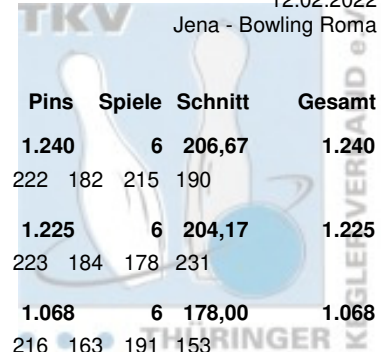 TKV
12.02.2022
Jena - Bowling Roma
Pins Spiele Schnitt Gesamt
1.240 6 206,67 1.240
222 182 215 190
1.225 6 204,17 1.225
223 184 178 231
1.068 6 178,00 1.068
216 163 191 153
THÜRINGER
KEGLER VERBAND e.V.